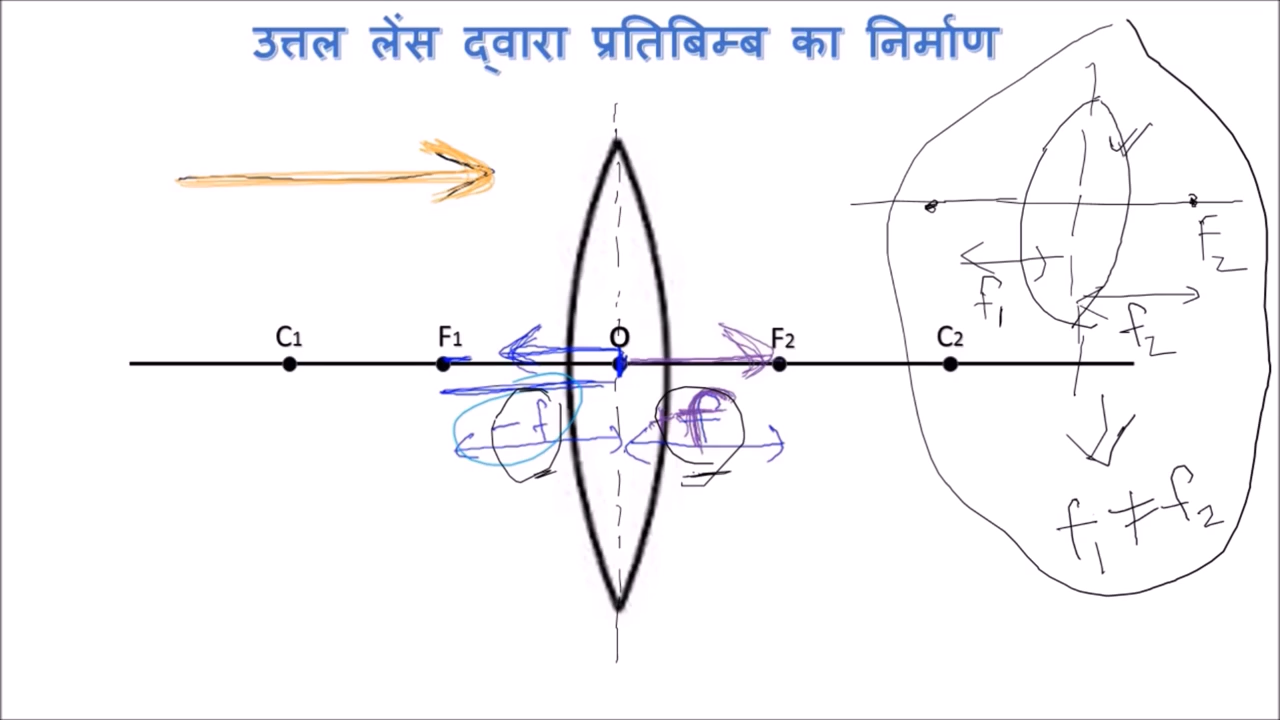 उत्तल लेंस द्वारा प्रतिबिम्ब का निर्माण
C1 F1 O F2 C2
-f +f
F2
f1 f2
f1 ≠ f2